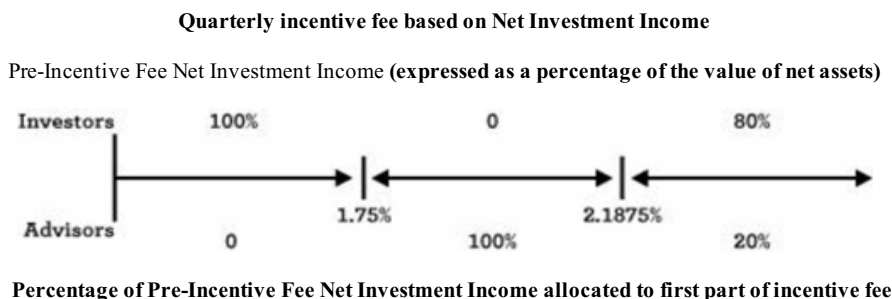 Quarterly incentive fee based on Net Investment Income
Pre-Incentive Fee Net Investment Income (expressed as a percentage of the value of net assets)
Investors 100% 0 80%
1.75% 2.1875%
Advisors 0 100% 20%
Percentage of Pre-Incentive Fee Net Investment Income allocated to first part of incentive fee